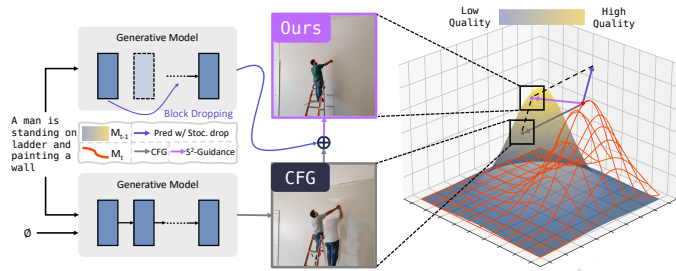 Generative Model
Block Dropping
A man is
standing on
ladder and
painting a
wall
M_{t-1}
Pred w/ Stoc. drop
M_t
CFG
S²-Guidance
Generative Model
Ø
Ours
CFG
Low
Quality
High
Quality